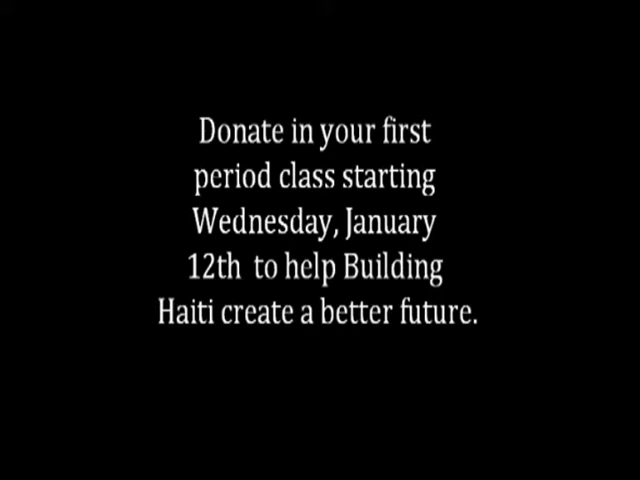 Donate in your first
period class starting
Wednesday, January
12th  to help Building
Haiti create a better future.